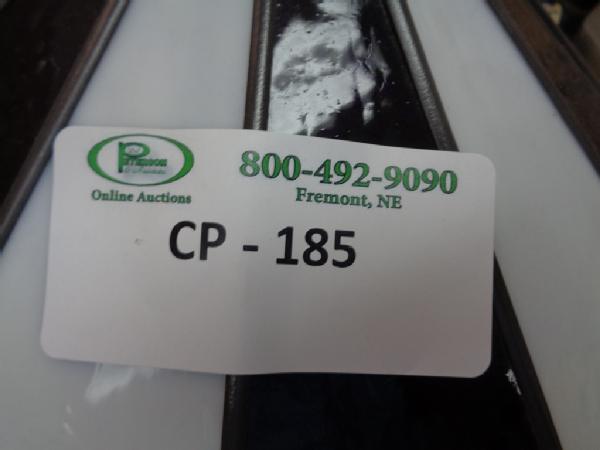 Online Auctions
800-492-9090
Fremont, NE
CP - 185